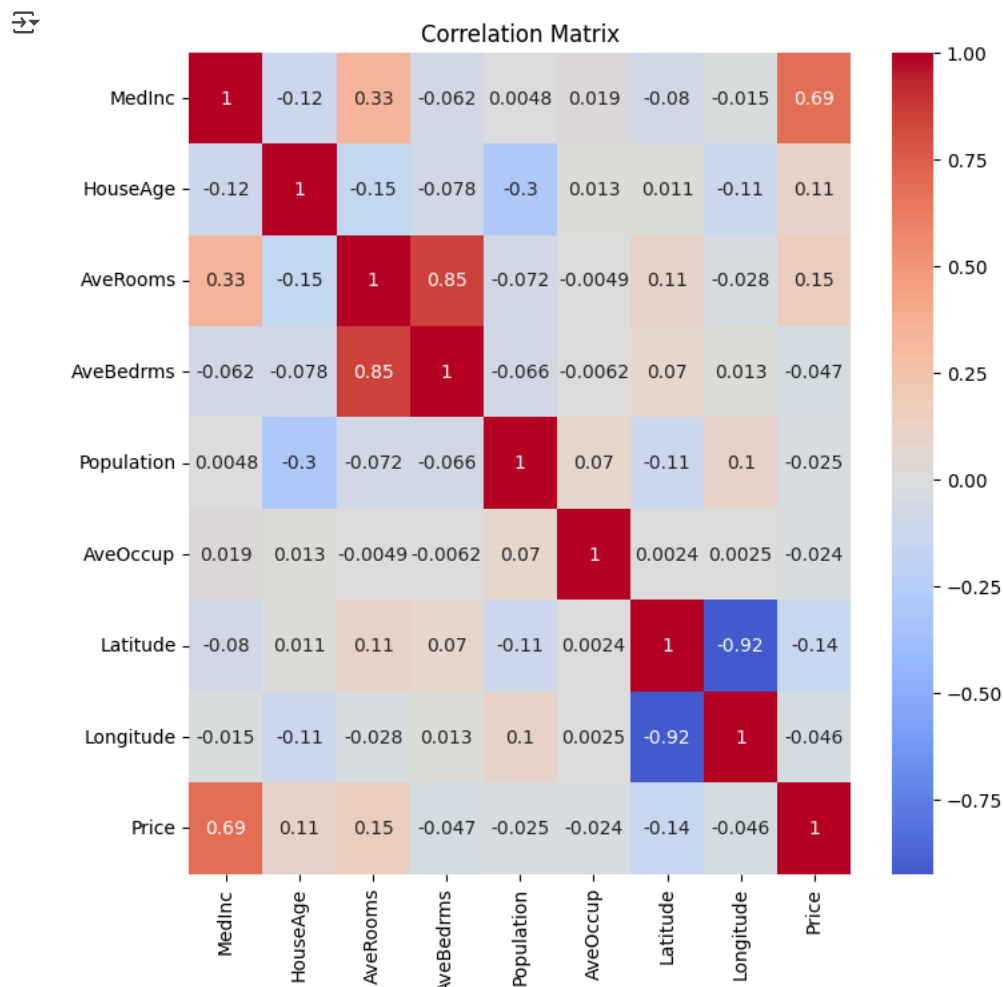 Correlation Matrix
MedInc 1 -0.12 0.33 -0.062 0.0048 0.019 -0.08 -0.015 0.69
HouseAge -0.12 1 -0.15 -0.078 -0.3 0.013 0.011 -0.11 0.11
AveRooms 0.33 -0.15 1 0.85 -0.072 -0.0049 0.11 -0.028 0.15
AveBedrms -0.062 -0.078 0.85 1 -0.066 -0.0062 0.07 0.013 -0.047
Population 0.0048 -0.3 -0.072 -0.066 1 0.07 -0.11 0.1 -0.025
AveOccup 0.019 0.013 -0.0049 -0.0062 0.07 1 0.0024 0.0025 -0.024
Latitude -0.08 0.011 0.11 0.07 -0.11 0.0024 1 -0.92 -0.14
Longitude -0.015 -0.11 -0.028 0.013 0.1 0.0025 -0.92 1 -0.046
Price 0.69 0.11 0.15 -0.047 -0.025 -0.024 -0.14 -0.046 1
MedInc HouseAge AveRooms AveBedrms Population AveOccup Latitude Longitude Price
1.00
0.75
0.50
0.25
0.00
−0.25
−0.50
−0.75